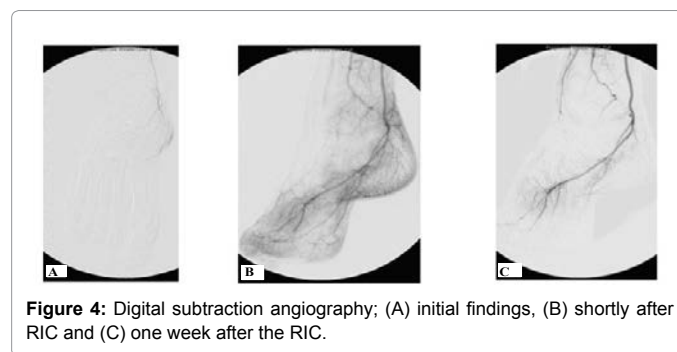 A
B
C
Figure 4: Digital subtraction angiography; (A) initial findings, (B) shortly after
RIC and (C) one week after the RIC.